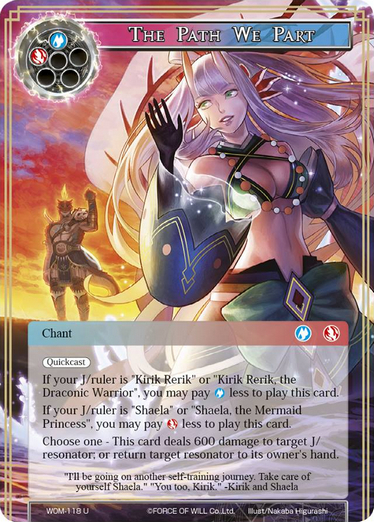 The Path We Part
Chant
Quickcast
If your J/ruler is "Kirik Rerik" or "Kirik Rerik, the
Draconic Warrior", you may pay less to play this card.
If your J/ruler is "Shaela" or "Shaela, the Mermaid
Princess", you may pay less to play this card.
Choose one - This card deals 600 damage to target J/
resonator; or return target resonator to its owner's hand.
"I'll be going on another self-training journey. Take care of
yourself Shaela." "You too, Kirik." -Kirik and Shaela
WOM-118 U
©FORCE OF WILL Co.,Ltd.
Illust/Nakaba Higurashi